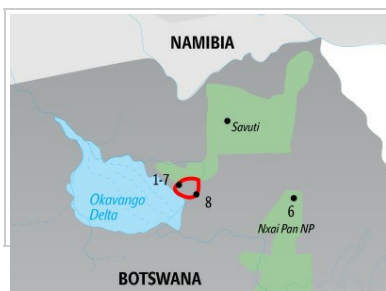 NAMIBIA
Savuti
1-7
Okavango
Delta
8
6
Nxai Pan NP
BOTSWANA